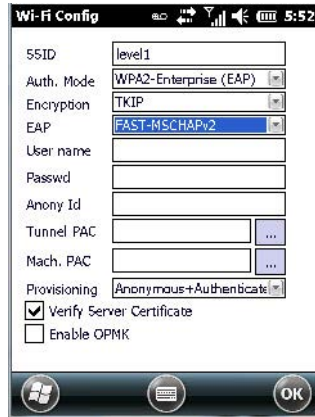 Wi-Fi Config 5:52
SSID level1
Auth. Mode WPA2-Enterprise (EAP)
Encryption TKIP
EAP FAST-MSCHAPv2
User name
Passwd
Anony Id
Tunnel PAC ...
Mach. PAC ...
Provisioning Anonymous+Authenticate
Verify Server Certificate
Enable OPMK
OK